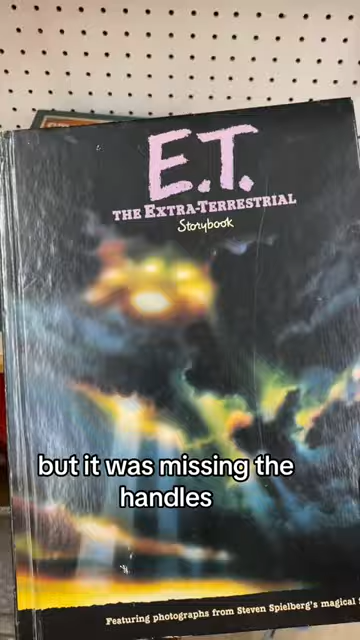 E.T.
THE EXTRA-TERRESTRIAL
Storybook
but it was missing the
handles
Featuring photographs from Steven Spielberg's magical